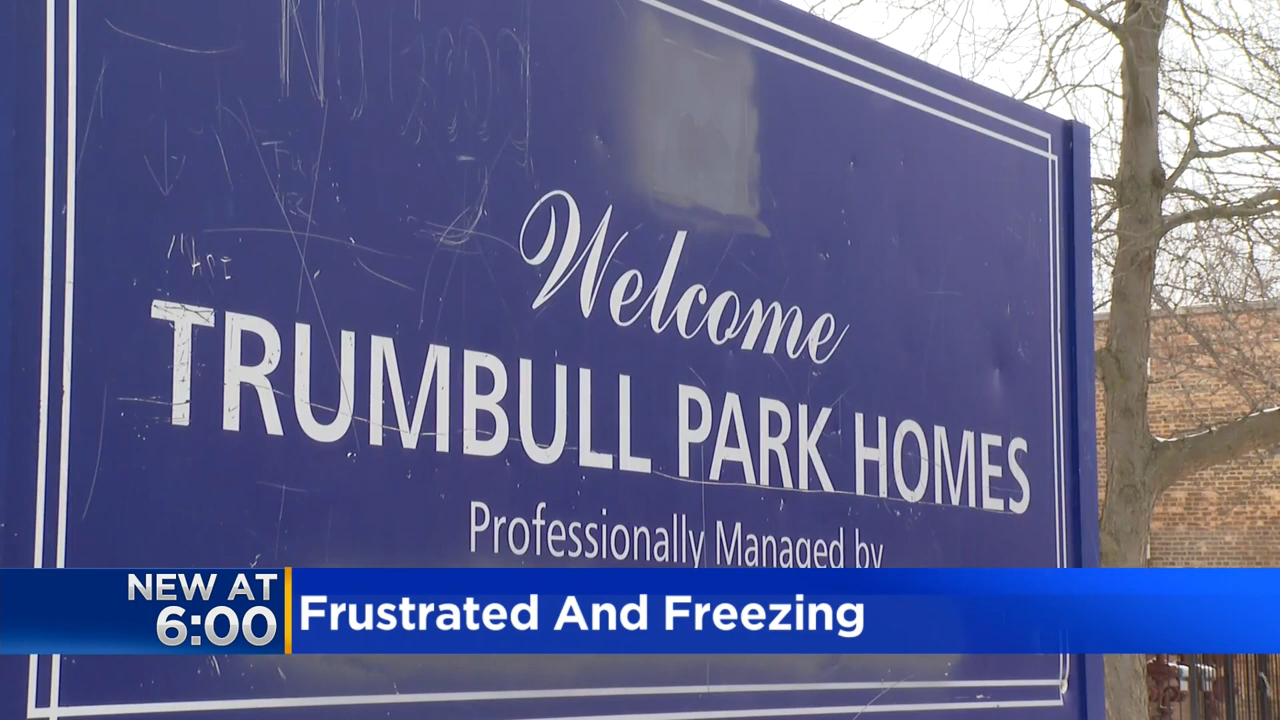 Welcome
TRUMBULL PARK HOMES
Professionally Managed by
NEW AT
6:00
Frustrated And Freezing